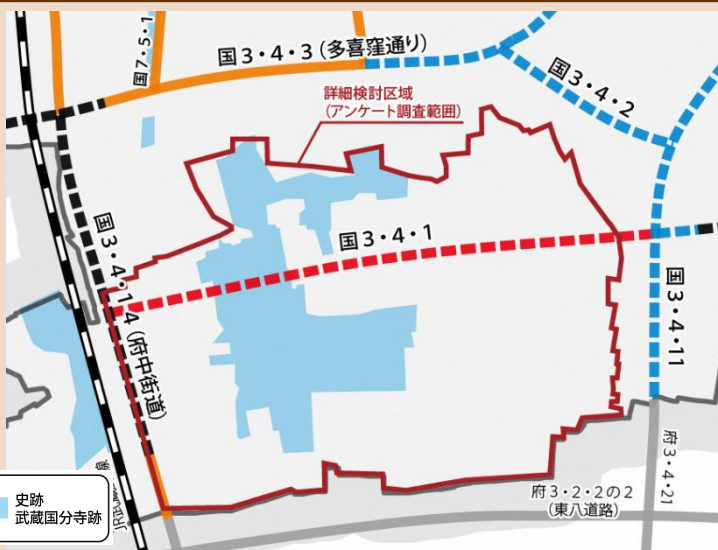 国7・5・1
国3・4・3(多喜窪通り)
国3・4・2
詳細検討区域
(アンケート調査範囲)
国3・4・1
国3・4・14(府中街道)
国3・4・11
府3・4・21
府3・2・2の2
(東八道路)
史跡
武蔵国分寺跡